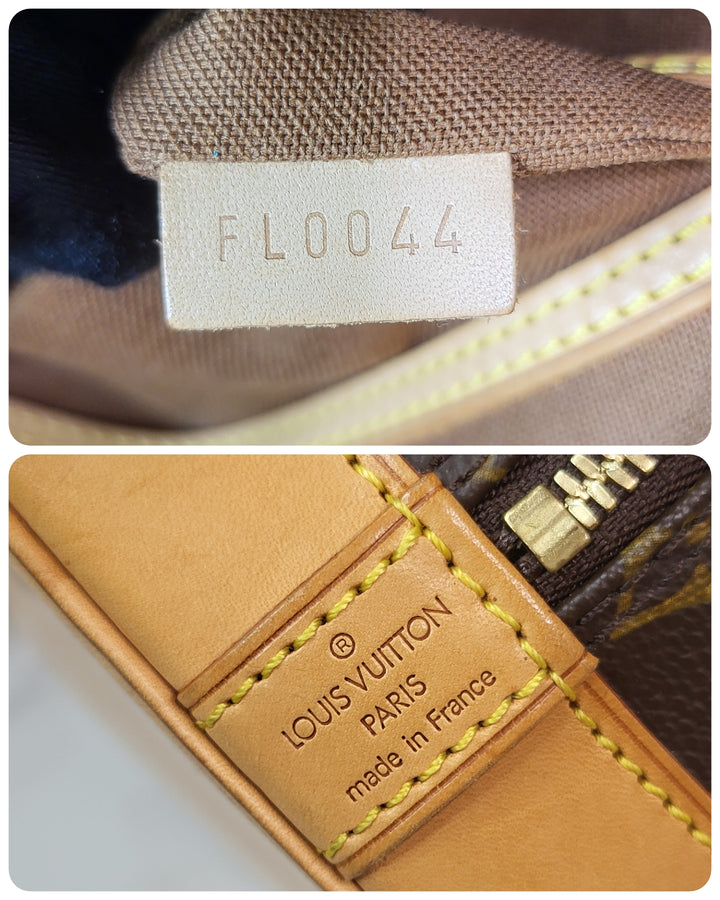 FL0044
®
LOUIS VUITTON
PARIS
made in France